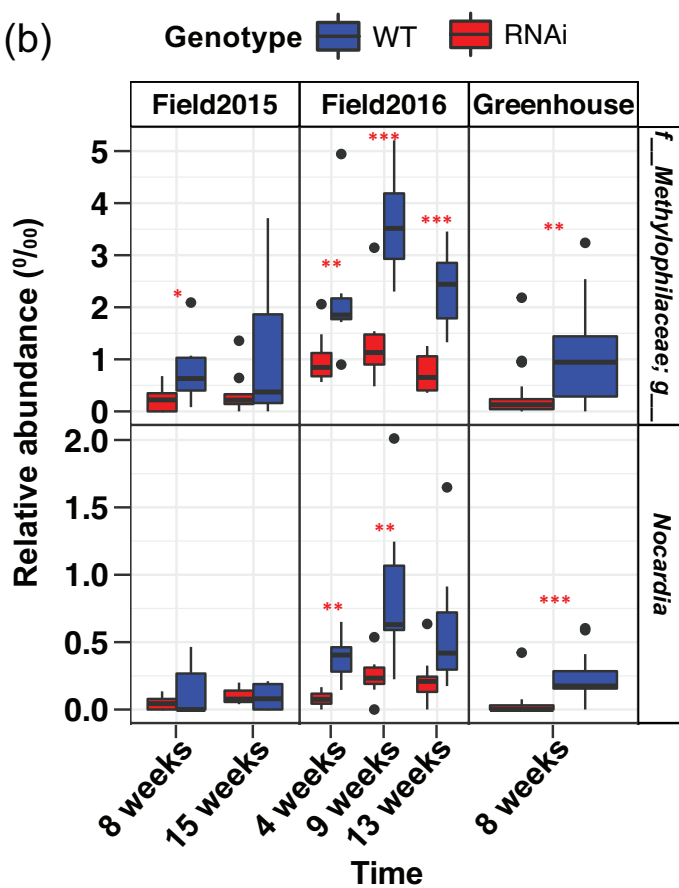 (b) Genotype WT RNAi
Field2015 Field2016 Greenhouse
Relative abundance (⁰/₀₀)
5
4
3
2
1
0
*
**
***
***
**
f__Methylophilaceae; g__
2.0
1.5
1.0
0.5
0.0
**
**
***
Nocardia
8 weeks
15 weeks
4 weeks
9 weeks
13 weeks
8 weeks
Time